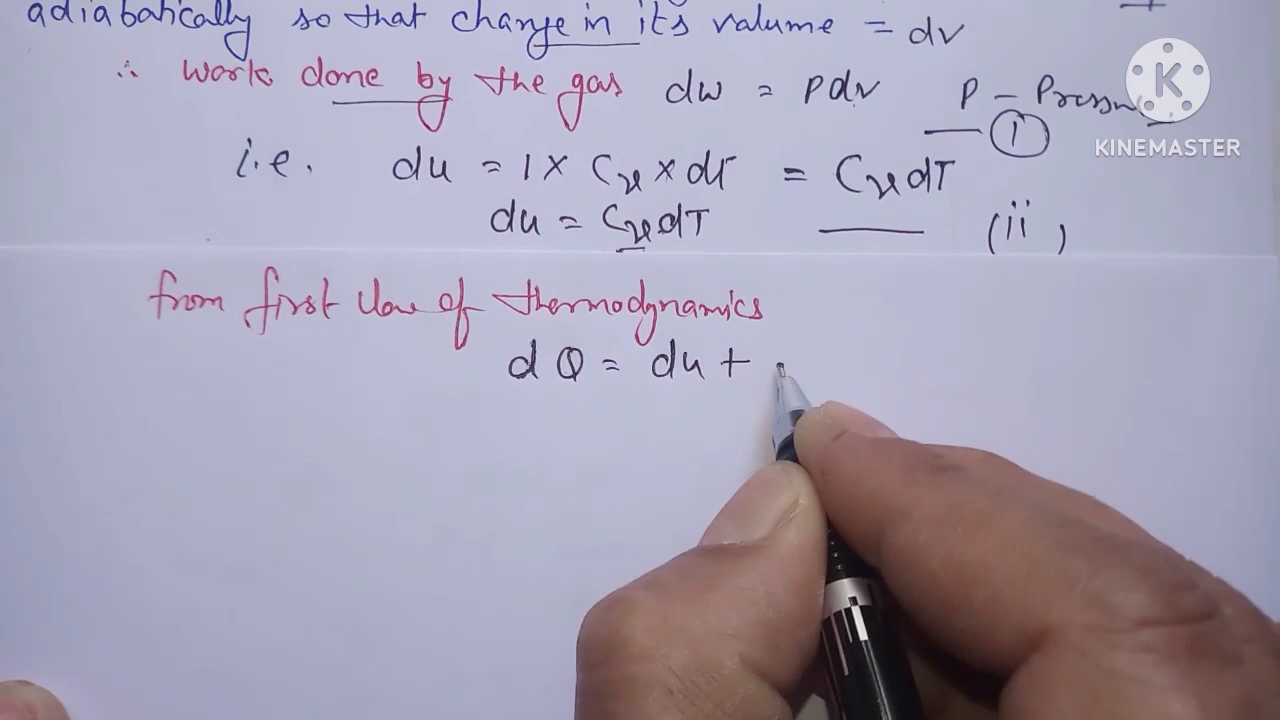 adiabatically so that change in its valume = dv
∴ work done by the gas dw = pdv P - Pressure
(i)
i.e. du = 1 × Cv × dT = CvdT
du = CvdT (ii)
from first law of thermodynamics
dQ = du +
K
KINEMASTER